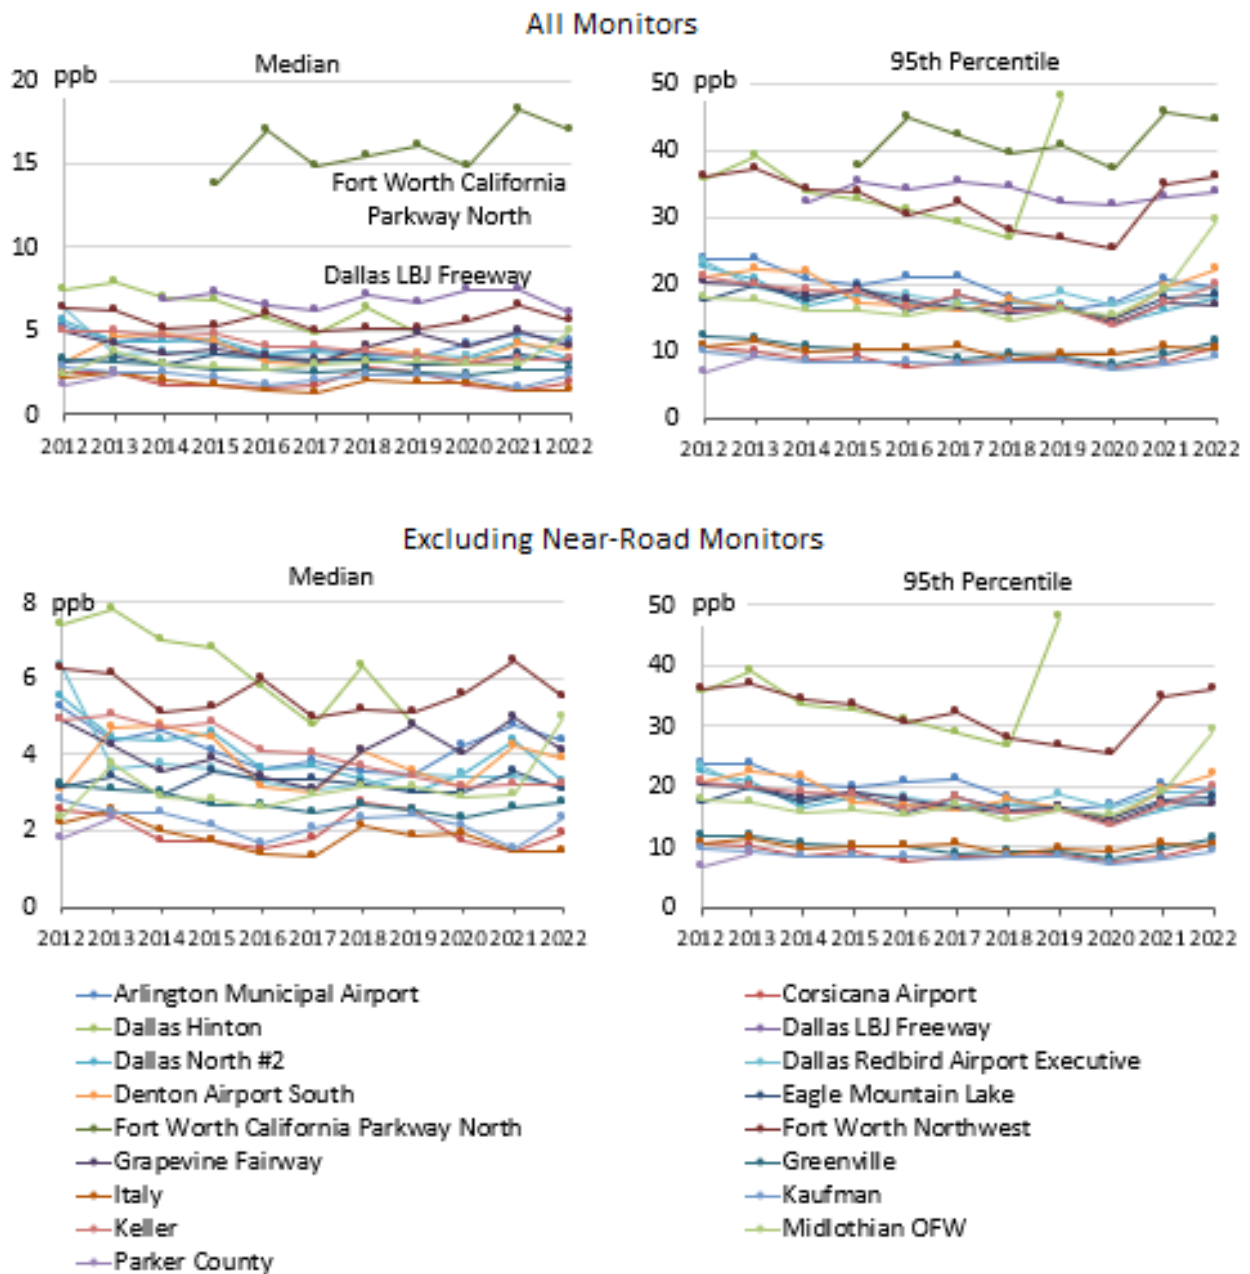 All Monitors
Median
ppb
20
15
10
5
0
Fort Worth California
Parkway North
Dallas LBJ Freeway
2012 2013 2014 2015 2016 2017 2018 2019 2020 2021 2022
95th Percentile
ppb
50
40
30
20
10
0
2012 2013 2014 2015 2016 2017 2018 2019 2020 2021 2022
Excluding Near-Road Monitors
Median
ppb
8
6
4
2
0
2012 2013 2014 2015 2016 2017 2018 2019 2020 2021 2022
95th Percentile
ppb
50
40
30
20
10
0
2012 2013 2014 2015 2016 2017 2018 2019 2020 2021 2022
Arlington Municipal Airport
Corsicana Airport
Dallas Hinton
Dallas LBJ Freeway
Dallas North #2
Dallas Redbird Airport Executive
Denton Airport South
Eagle Mountain Lake
Fort Worth California Parkway North
Fort Worth Northwest
Grapevine Fairway
Greenville
Italy
Kaufman
Keller
Midlothian OFW
Parker County